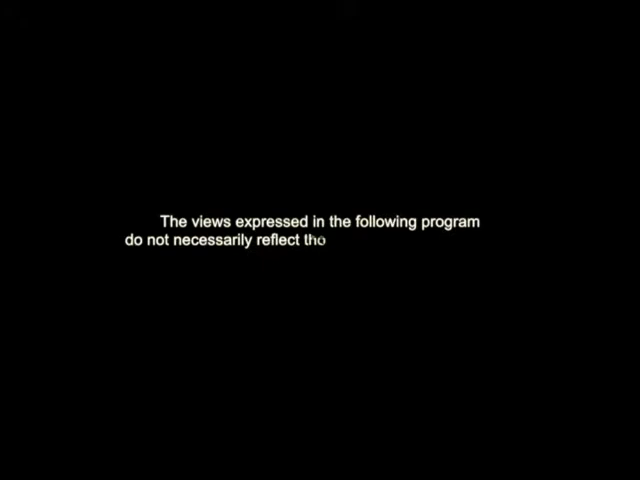 The views expressed in the following program
do not necessarily reflect tho